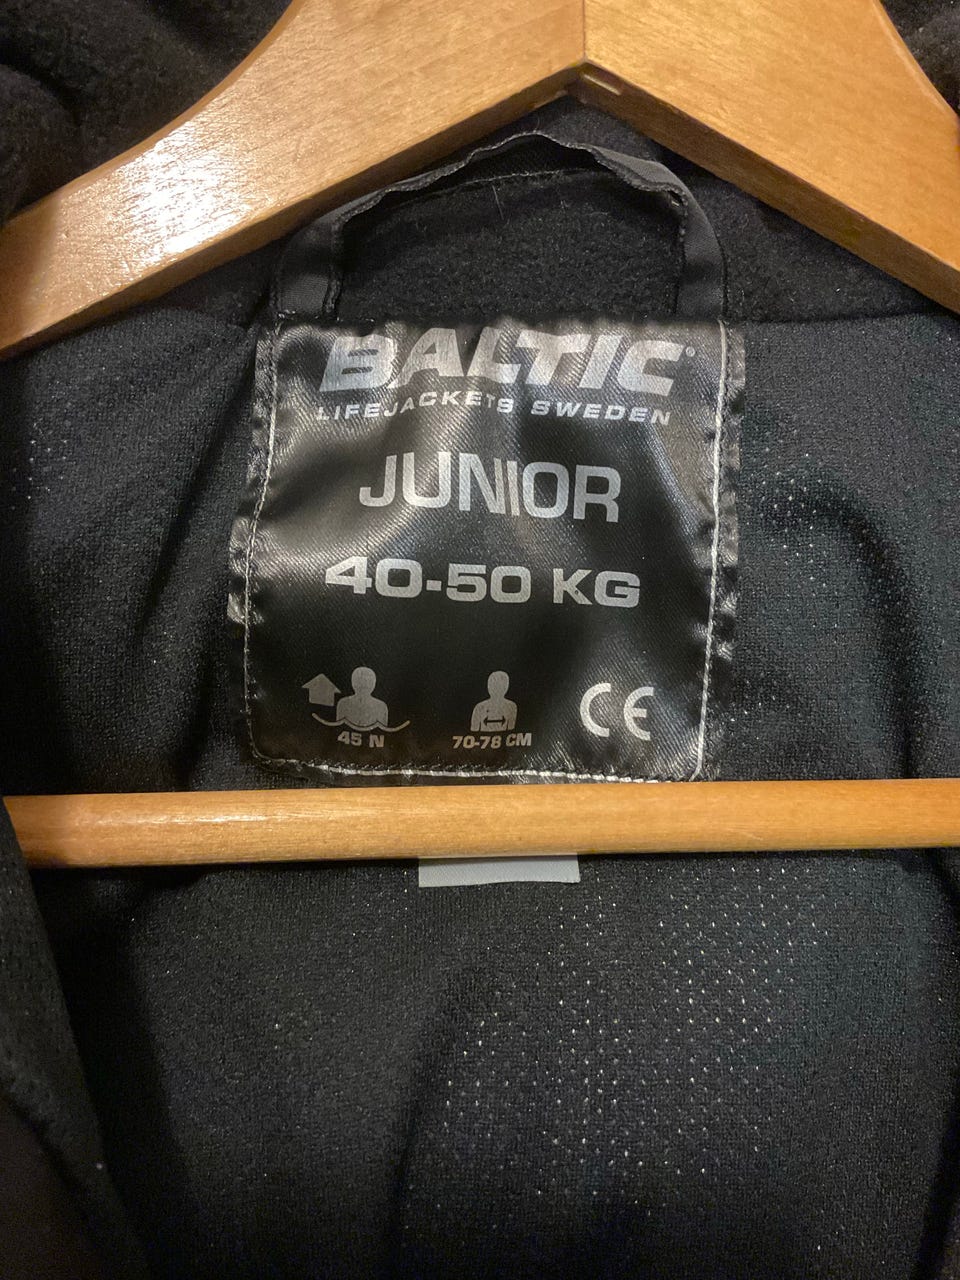 BALTIC®
LIFEJACKETS SWEDEN
JUNIOR
40-50 KG
45 N
70-78 CM
CE